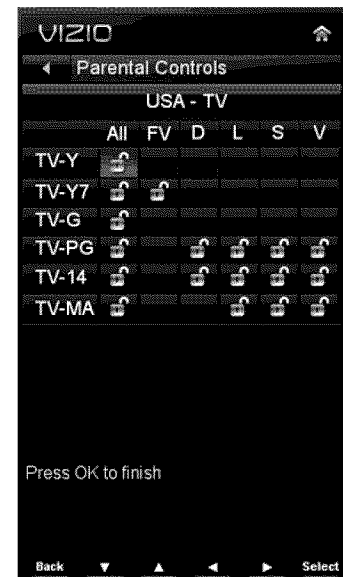 VIZIO
Parental Controls
USA - TV
All FV D L S V
TV-Y
TV-Y7
TV-G
TV-PG
TV-14
TV-MA
Press OK to finish
Back ▼ ▲ ◀ ▶ Select